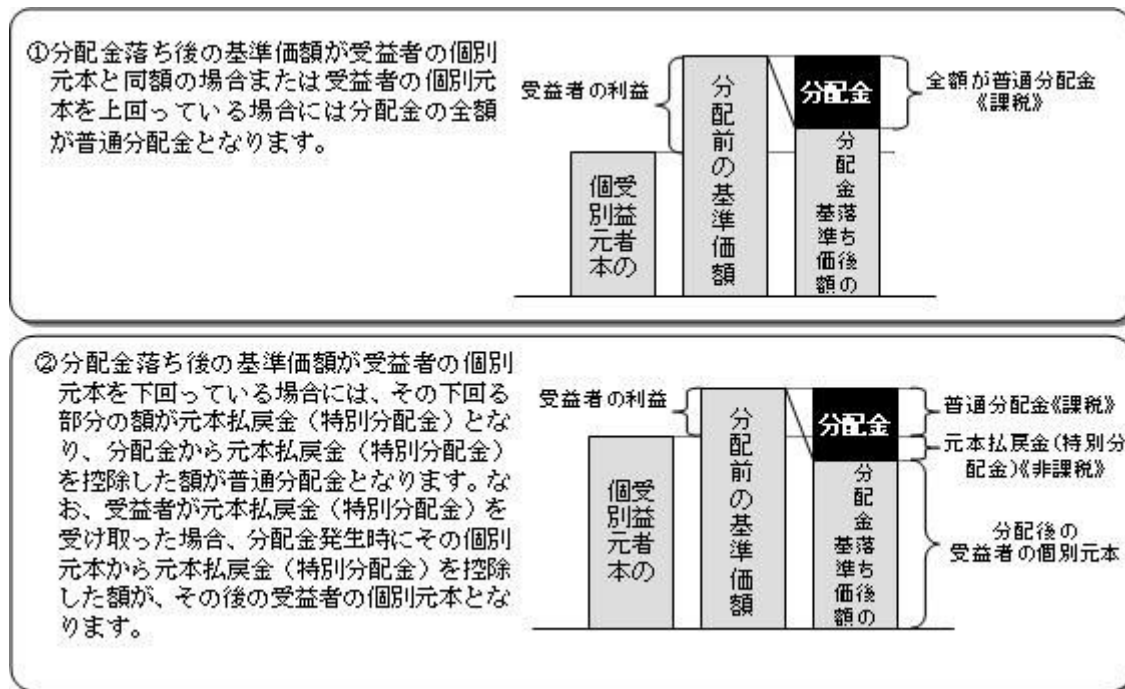 ①分配金落ち後の基準価額が受益者の個別
元本と同額の場合または受益者の個別元
本を上回っている場合には分配金の全額
が普通分配金となります。
受益者の利益
受益者の
個別元本
分配前の基準価額
分配金
分配金落ち後の
基準価額
全額が普通分配金
《課税》
②分配金落ち後の基準価額が受益者の個別
元本を下回っている場合には、その下回る
部分の額が元本払戻金（特別分配金）とな
り、分配金から元本払戻金（特別分配金）
を控除した額が普通分配金となります。な
お、受益者が元本払戻金（特別分配金）を
受け取った場合、分配金発生時にその個別
元本から元本払戻金（特別分配金）を控除
した額が、その後の受益者の個別元本とな
ります。
受益者の利益
受益者の
個別元本
分配前の基準価額
分配金
分配金落ち後の
基準価額
普通分配金《課税》
元本払戻金(特別分
配金)《非課税》
分配後の
受益者の個別元本